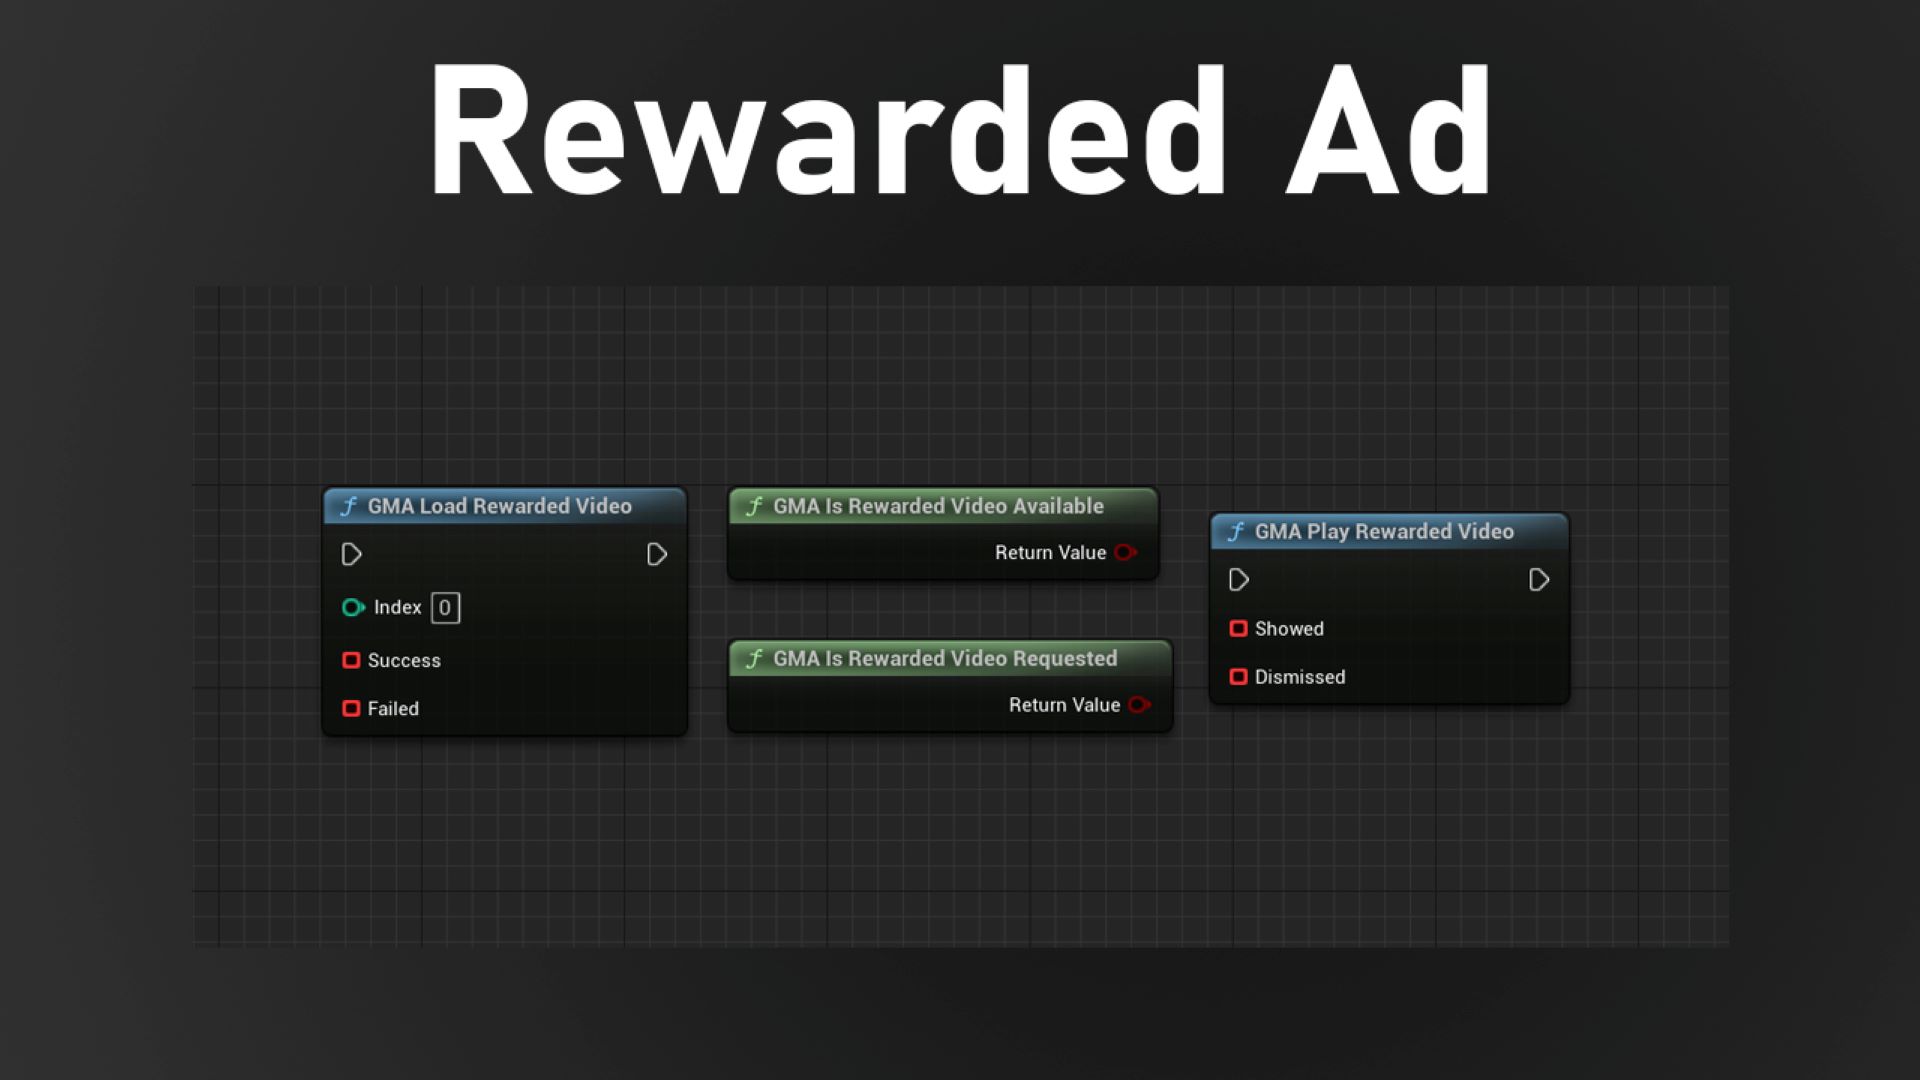 Rewarded Ad
f GMA Load Rewarded Video
Index 0
Success
Failed
f GMA Is Rewarded Video Available
Return Value
f GMA Is Rewarded Video Requested
Return Value
f GMA Play Rewarded Video
Showed
Dismissed